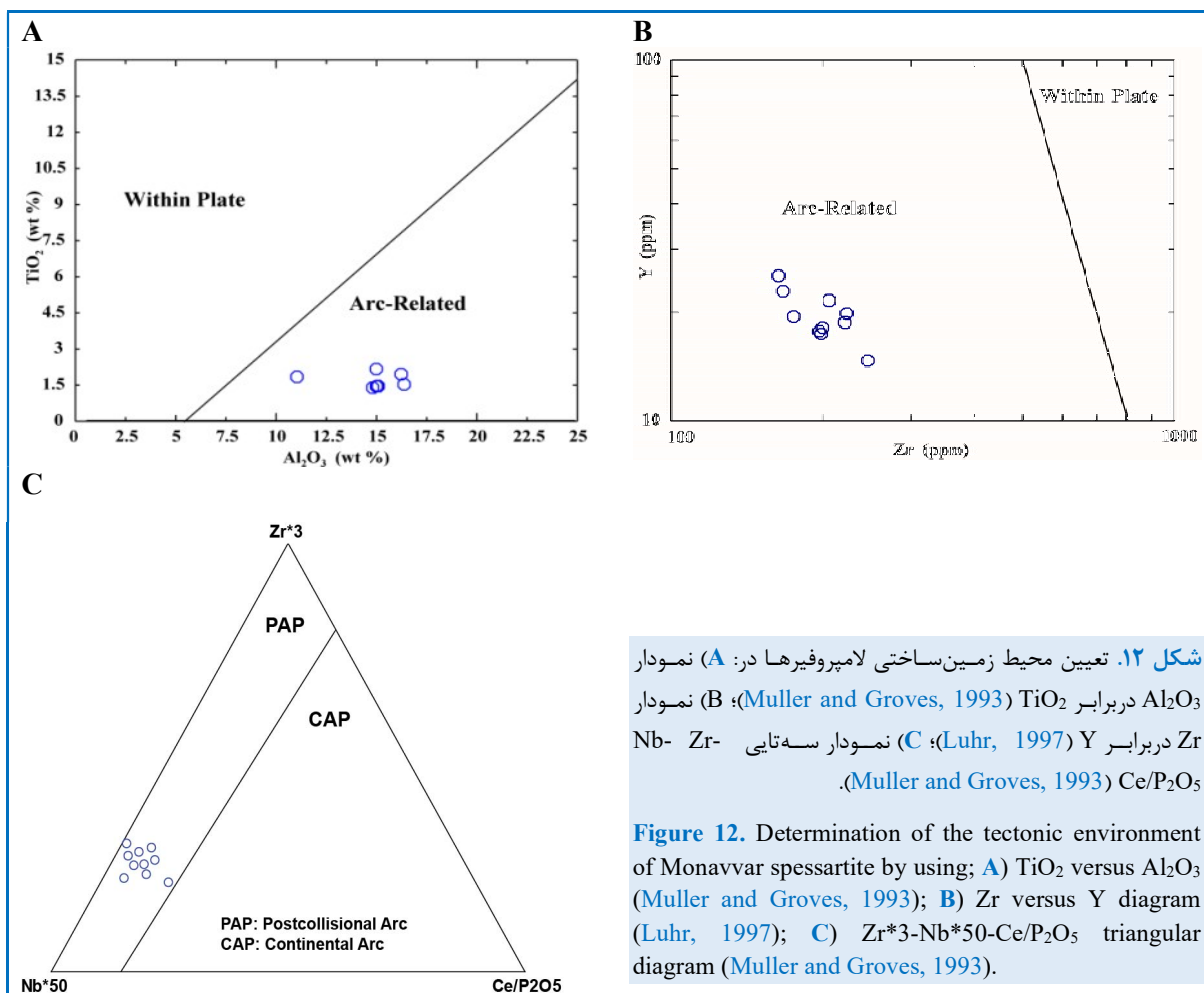 A
15
13.5
12
10.5
9
7.5
6
4.5
3
1.5
0
TiO2 (wt %)
Within Plate
Arc-Related
0 2.5 5 7.5 10 12.5 15 17.5 20 22.5 25
Al2O3 (wt %)
B
100
10
Y (ppm)
Within Plate
Arc-Related
100 1000
Zr (ppm)
C
Zr*3
PAP
CAP
PAP: Postcollisional Arc
CAP: Continental Arc
Nb*50 Ce/P2O5
شکل ۱۲. تعیین محیط زمین‌ساختی لامپروفیرها در: A) نمودار
Al2O3 دربرابر TiO2 (Muller and Groves, 1993)؛ B) نمودار
Zr دربرابر Y (Luhr, 1997)؛ C) نمودار سه‌تایی Nb- Zr-
Ce/P2O5 (Muller and Groves, 1993).
Figure 12. Determination of the tectonic environment
of Monavvar spessartite by using; A) TiO2 versus Al2O3
(Muller and Groves, 1993); B) Zr versus Y diagram
(Luhr, 1997); C) Zr*3-Nb*50-Ce/P2O5 triangular
diagram (Muller and Groves, 1993).